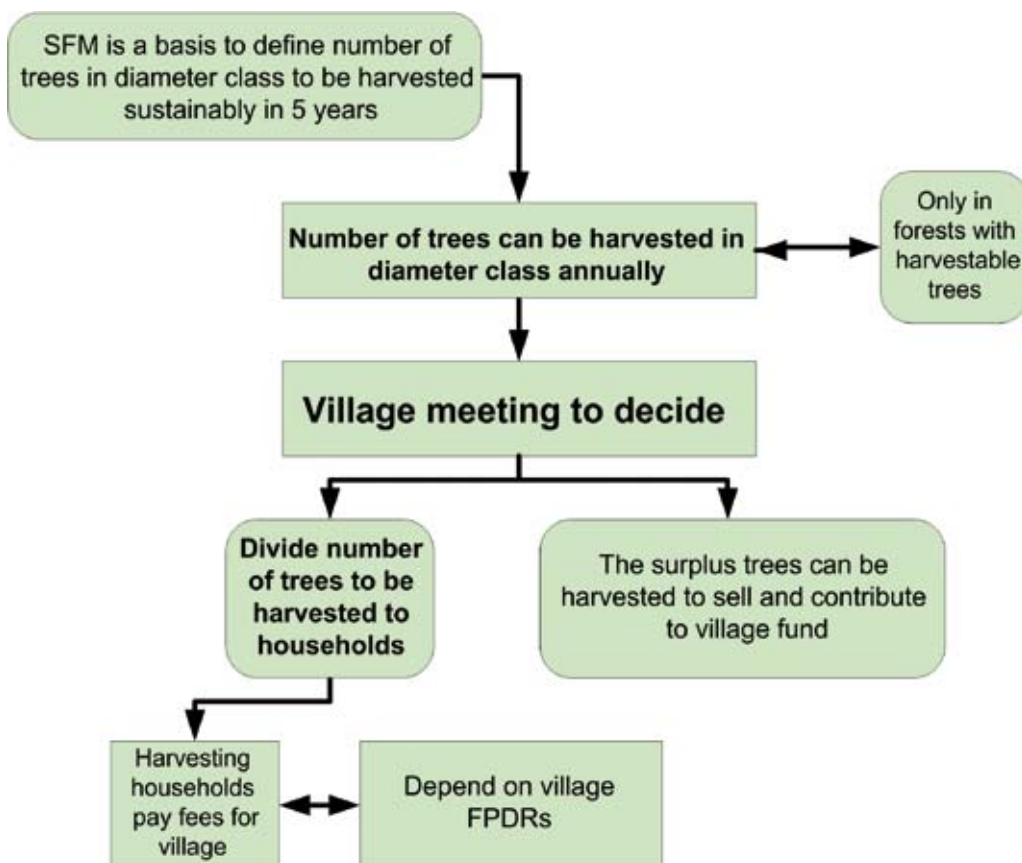 SFM is a basis to define number of
trees in diameter class to be harvested
sustainably in 5 years
Only in
forests with
harvestable
trees
Number of trees can be harvested in
diameter class annually
Village meeting to decide
Divide number
of trees to be
harvested to
households
The surplus trees can be
harvested to sell and contribute
to village fund
Harvesting
households
pay fees for
village
Depend on village
FPDRs